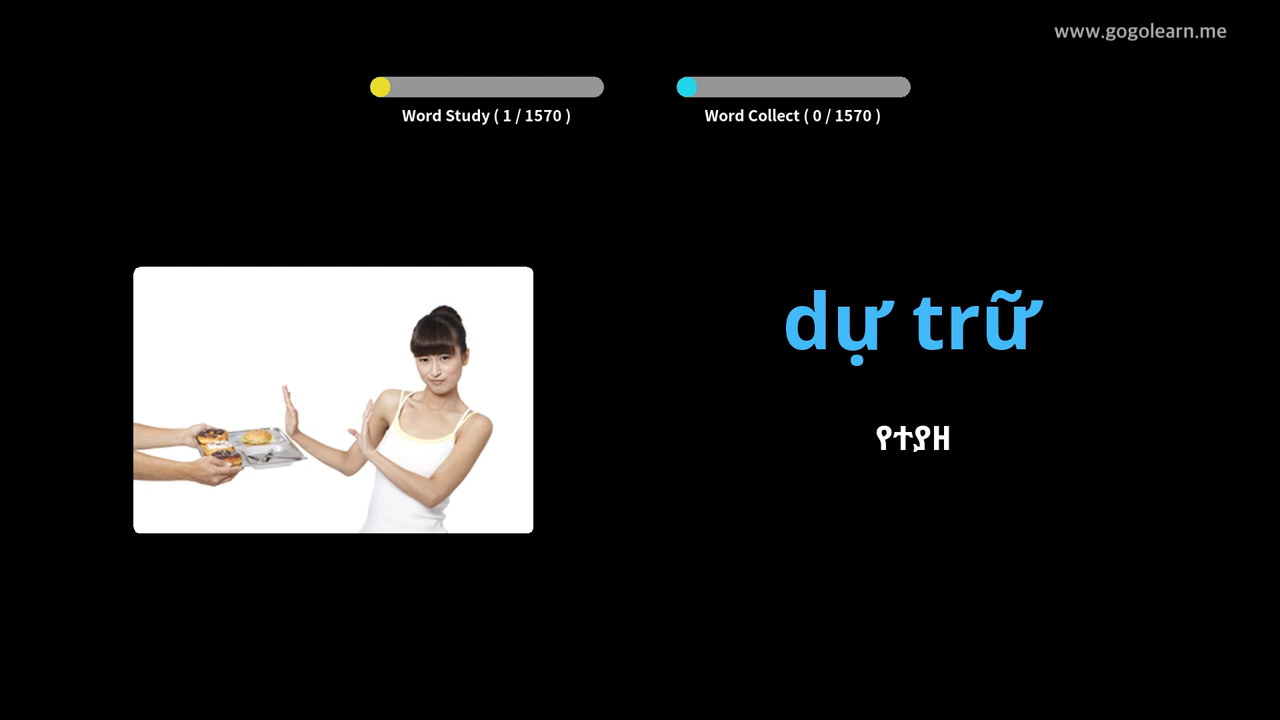 www.gogolearn.me
Word Study ( 1 / 1570 )
Word Collect ( 0 / 1570 )
dự trữ
የተያዘ